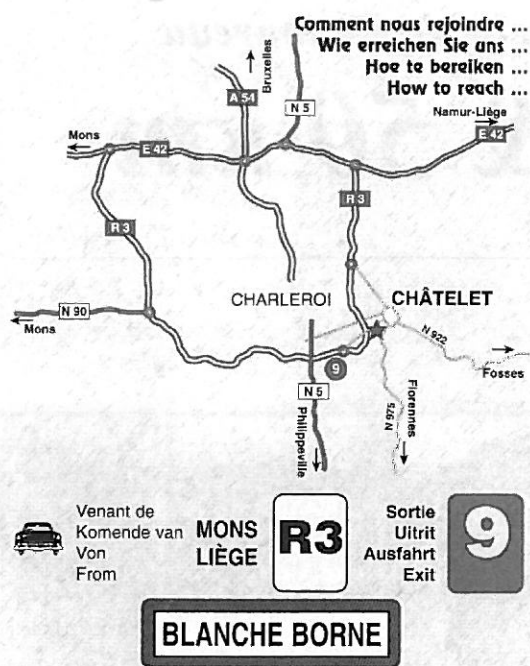 Comment nous rejoindre ...
Wie erreichen Sie uns ...
Hoe te bereiken ...
How to reach ...
Bruxelles
A 54
N 5
Namur-Liège
E 42
Mons
E 42
R 3
R 3
CHARLEROI
CHÂTELET
N 90
Mons
N 922
Fosses
9
N 5
Philippeville
Florennes
N 975
Venant de
Komende van
Von
From
MONS
LIÈGE
R3
Sortie
Uitrit
Ausfahrt
Exit
9
BLANCHE BORNE